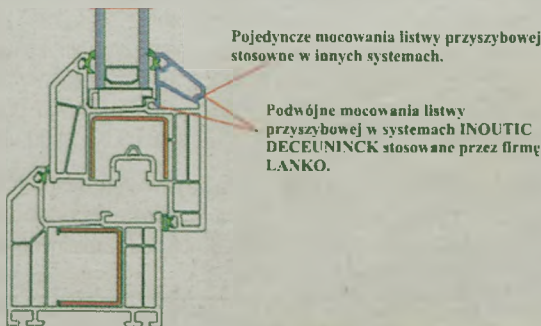 Pojedyncze mocowania listwy przyszybowej
stosowne w innych systemach.
Podwójne mocowania listwy
przyszybowej w systemach INOUTIC
DECEUNINCK stosowane przez firmę
LANKO.